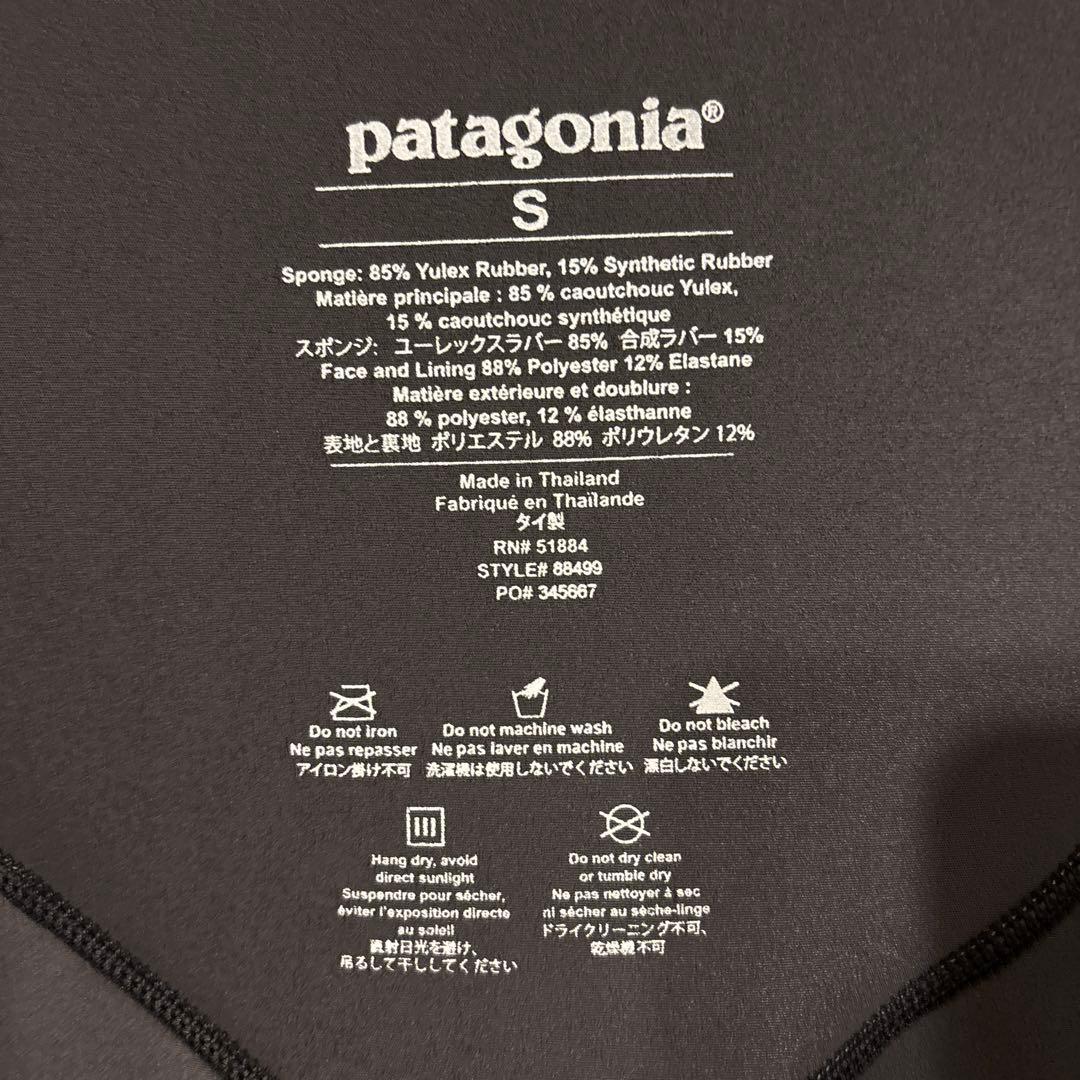 patagonia®
S
Sponge: 85% Yulex Rubber, 15% Synthetic Rubber
Matière principale : 85 % caoutchouc Yulex,
15 % caoutchouc synthétique
スポンジ: ユーレックスラバー 85% 合成ラバー 15%
Face and Lining 88% Polyester 12% Elastane
Matière extérieure et doublure :
88 % polyester, 12 % élasthanne
表地と裏地 ポリエステル 88% ポリウレタン 12%
Made in Thailand
Fabriqué en Thaïlande
タイ製
RN# 51884
STYLE# 88499
PO# 345667
Do not iron
Ne pas repasser
アイロン掛け不可
Do not machine wash
Ne pas laver en machine
洗濯機は使用しないでください
Do not bleach
Ne pas blanchir
漂白しないでください
Hang dry, avoid
direct sunlight
Suspendre pour sécher,
éviter l'exposition directe
au soleil
直射日光を避け、
吊るして干ししてください
Do not dry clean
or tumble dry
Ne pas nettoyer à sec
ni sécher au sèche-linge
ドライクリーニング不可、
乾燥機不可